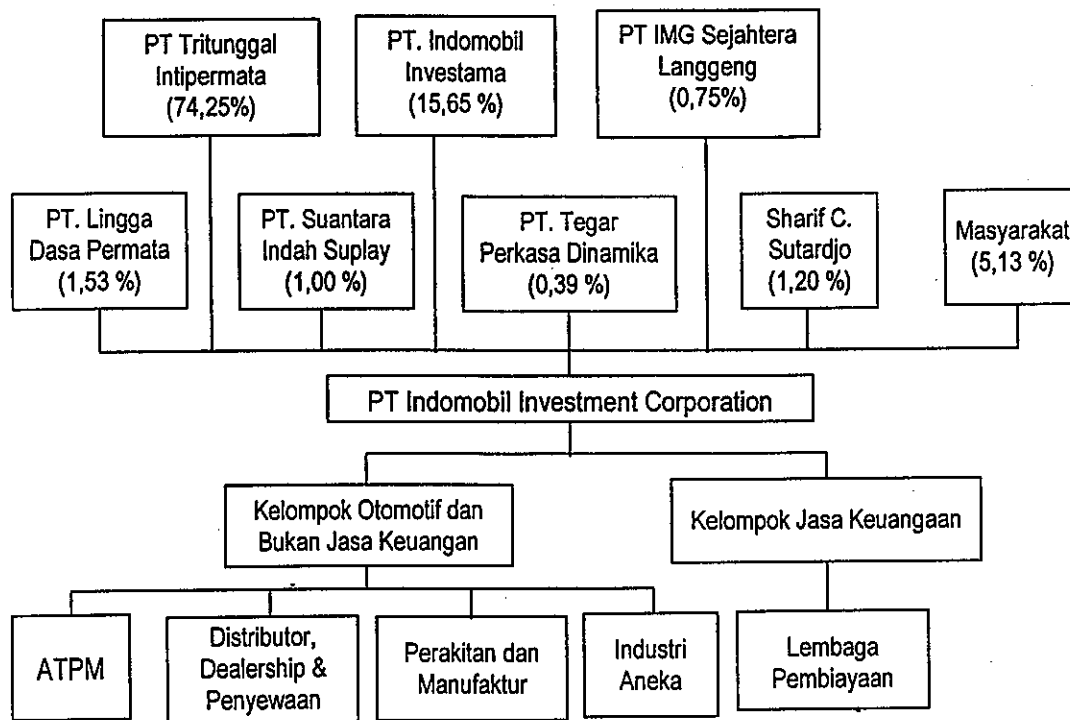 PT Tritunggal
Intipermata
(74,25%)
PT. Indomobil
Investama
(15,65 %)
PT IMG Sejahtera
Langgeng
(0,75%)
PT. Lingga
Dasa Permata
(1,53 %)
PT. Suantara
Indah Suplay
(1,00 %)
PT. Tegar
Perkasa Dinamika
(0,39 %)
Sharif C.
Sutardjo
(1,20 %)
Masyarakat
(5,13 %)
PT Indomobil Investment Corporation
Kelompok Otomotif dan
Bukan Jasa Keuangan
Kelompok Jasa Keuangaan
ATPM
Distributor,
Dealership &
Penyewaan
Perakitan dan
Manufaktur
Industri
Aneka
Lembaga
Pembiayaan